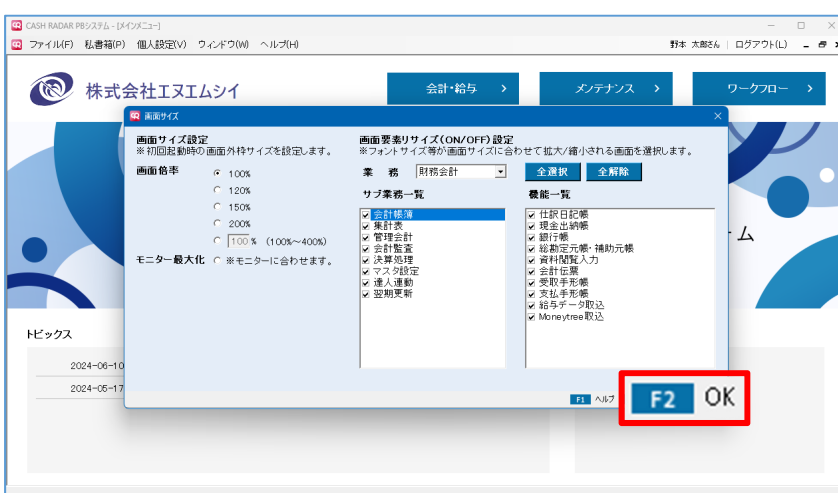 CASH RADAR PBシステム - [メインメニュー]
ファイル(F) 私書箱(P) 個人設定(V) ウィンドウ(W) ヘルプ(H) 野本 太郎さん ログアウト(L)
株式会社エヌエムシイ 会計・給与 メンテナンス ワークフロー
画面サイズ
画面サイズ設定
※初回起動時の画面外枠サイズを設定します。
画面倍率
100%
120%
150%
200%
100 % (100%~400%)
モニター最大化 ※モニターに合わせます。
画面要素リサイズ(ON/OFF)設定
※フォントサイズ等が画面サイズに合わせて拡大/縮小される画面を選択します。
業 務 財務会計 全選択 全解除
サブ業務一覧
会計帳簿
集計表
管理会計
会計監査
決算処理
マスタ設定
達人連動
翌期更新
機能一覧
仕訳日記帳
現金出納帳
銀行帳
総勘定元帳・補助元帳
資料閲覧入力
会計伝票
受取手形帳
支払手形帳
給与データ取込
Moneytree取込
F1 ヘルプ
F2 OK
ム
トピックス
2024-06-10
2024-05-17